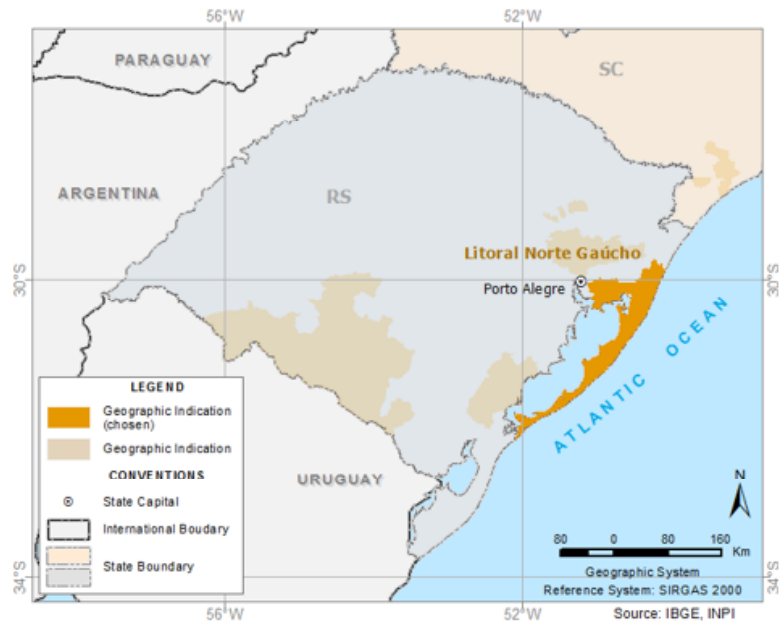 56°W
52°W
PARAGUAY
SC
ARGENTINA
RS
Litoral Norte Gaúcho
30°S
30°S
Porto Alegre
ATLANTIC OCEAN
LEGEND
Geographic Indication
(chosen)
Geographic Indication
CONVENTIONS
State Capital
International Boudary
State Boundary
URUGUAY
N
80 0 80 160
Km
Geographic System
Reference System: SIRGAS 2000
34°S
34°S
56°W
52°W
Source: IBGE, INPI